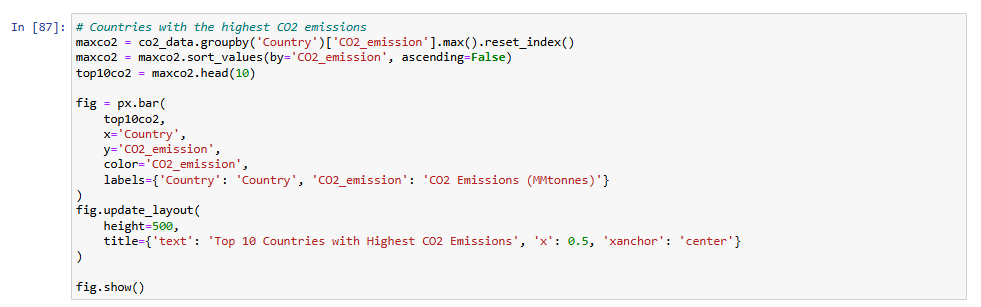 In [87]: # Countries with the highest CO2 emissions
maxco2 = co2_data.groupby('Country')['CO2_emission'].max().reset_index()
maxco2 = maxco2.sort_values(by='CO2_emission', ascending=False)
top10co2 = maxco2.head(10)

fig = px.bar(
    top10co2,
    x='Country',
    y='CO2_emission',
    color='CO2_emission',
    labels={'Country': 'Country', 'CO2_emission': 'CO2 Emissions (MMtonnes)'}
)
fig.update_layout(
    height=500,
    title={'text': 'Top 10 Countries with Highest CO2 Emissions', 'x': 0.5, 'xanchor': 'center'}
)

fig.show()